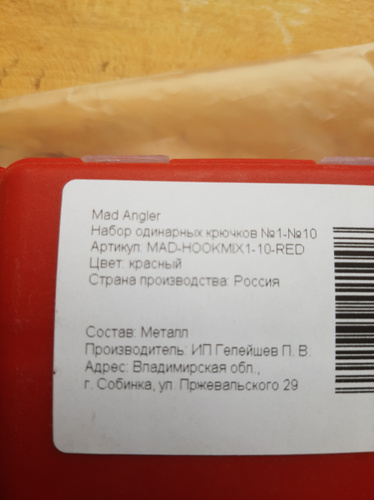 Mad Angler
Набор одинарных крючков №1-№10
Артикул: MAD-HOOKMIX1-10-RED
Цвет: красный
Страна производства: Россия
Состав: Металл
Производитель: ИП Гелейшев П. В.
Адрес: Владимирская обл.,
г. Собинка, ул. Пржевальского 29